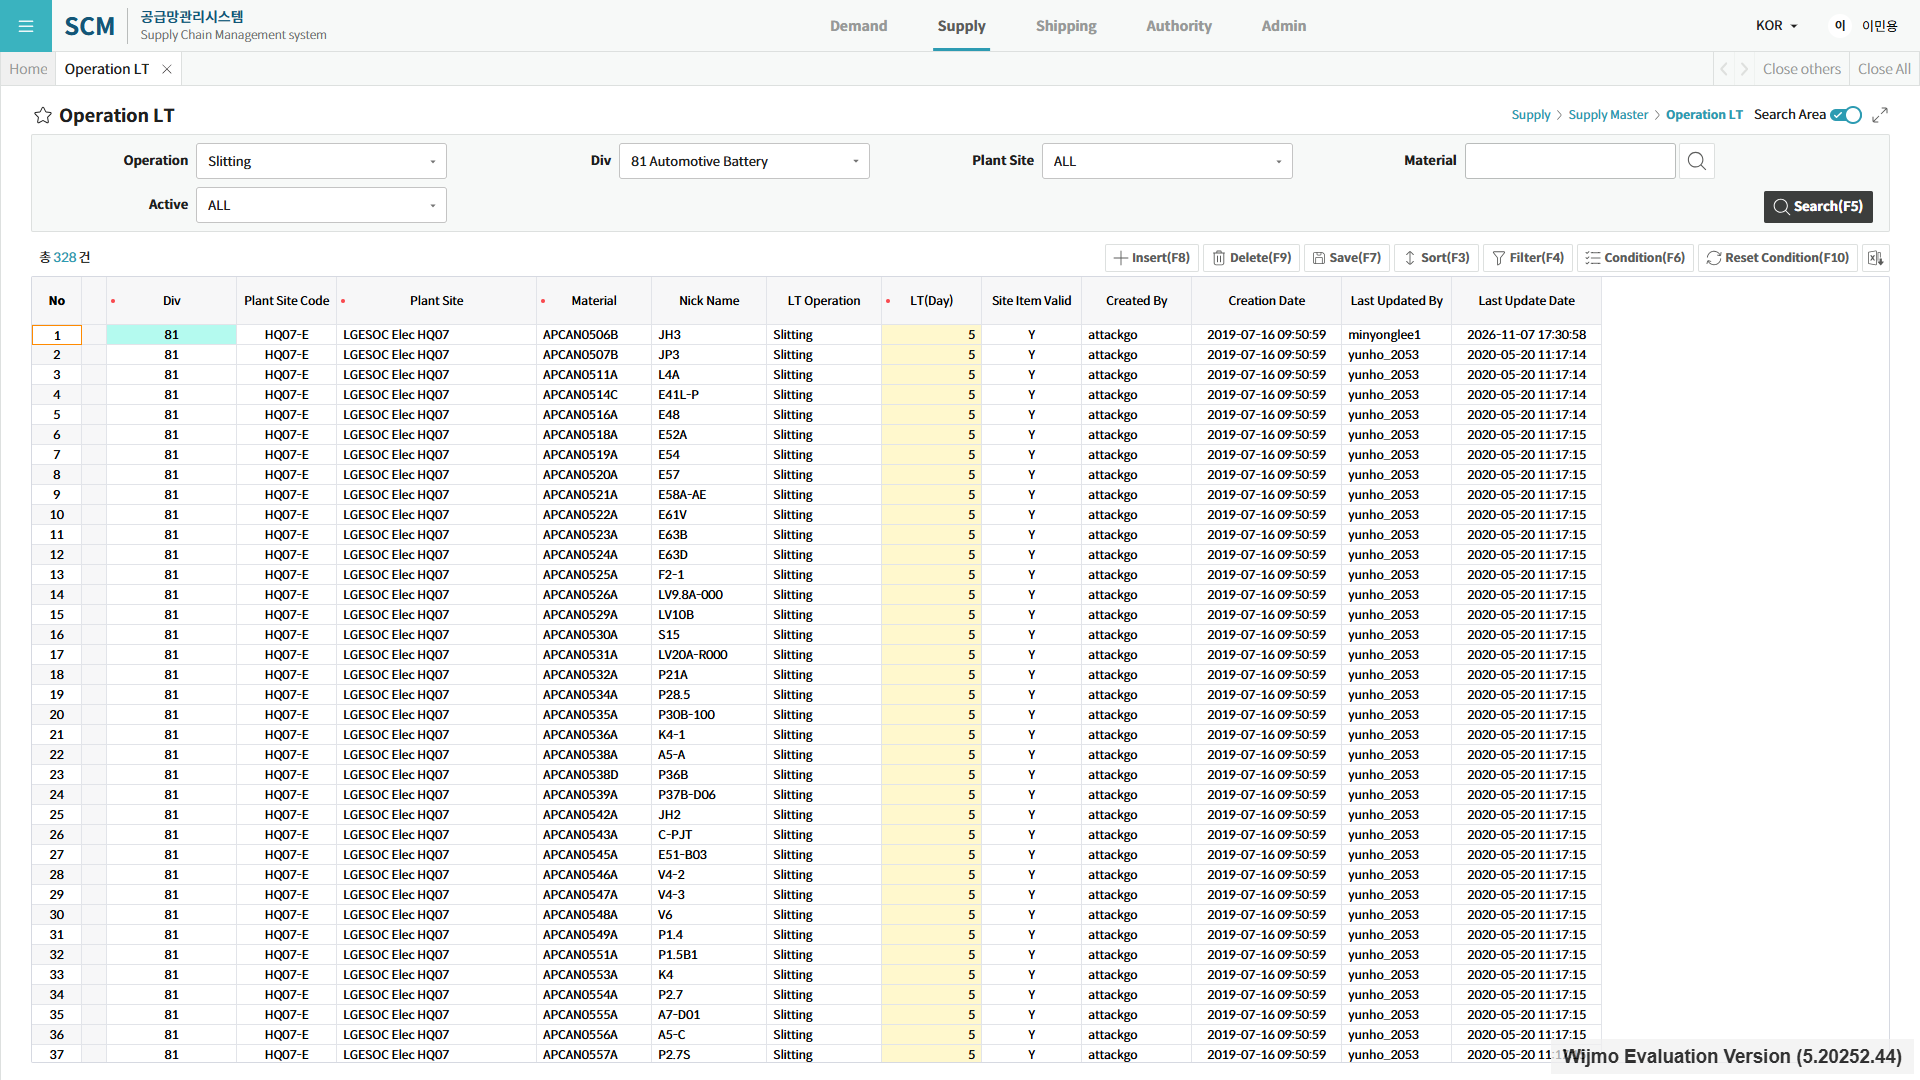 SCM 공급망관리시스템
Supply Chain Management system
Demand Supply Shipping Authority Admin
KOR 이 이민용
Home Operation LT Close others Close All
Operation LT
Supply > Supply Master > Operation LT Search Area
Operation Slitting Div 81 Automotive Battery Plant Site ALL Material
Active ALL Search(F5)
총 328 건 Insert(F8) Delete(F9) Save(F7) Sort(F3) Filter(F4) Condition(F6) Reset Condition(F10)
No Div Plant Site Code Plant Site Material Nick Name LT Operation LT(Day) Site Item Valid Created By Creation Date Last Updated By Last Update Date
1 81 HQ07-E LGESOC Elec HQ07 APCAN0506B JH3 Slitting 5 Y attackgo 2019-07-16 09:50:59 minyonglee1 2026-11-07 17:30:58
2 81 HQ07-E LGESOC Elec HQ07 APCAN0507B JP3 Slitting 5 Y attackgo 2019-07-16 09:50:59 yunho_2053 2020-05-20 11:17:14
3 81 HQ07-E LGESOC Elec HQ07 APCAN0511A L4A Slitting 5 Y attackgo 2019-07-16 09:50:59 yunho_2053 2020-05-20 11:17:14
4 81 HQ07-E LGESOC Elec HQ07 APCAN0514C E41L-P Slitting 5 Y attackgo 2019-07-16 09:50:59 yunho_2053 2020-05-20 11:17:14
5 81 HQ07-E LGESOC Elec HQ07 APCAN0516A E48 Slitting 5 Y attackgo 2019-07-16 09:50:59 yunho_2053 2020-05-20 11:17:14
6 81 HQ07-E LGESOC Elec HQ07 APCAN0518A E52A Slitting 5 Y attackgo 2019-07-16 09:50:59 yunho_2053 2020-05-20 11:17:15
7 81 HQ07-E LGESOC Elec HQ07 APCAN0519A E54 Slitting 5 Y attackgo 2019-07-16 09:50:59 yunho_2053 2020-05-20 11:17:15
8 81 HQ07-E LGESOC Elec HQ07 APCAN0520A E57 Slitting 5 Y attackgo 2019-07-16 09:50:59 yunho_2053 2020-05-20 11:17:15
9 81 HQ07-E LGESOC Elec HQ07 APCAN0521A E58A-AE Slitting 5 Y attackgo 2019-07-16 09:50:59 yunho_2053 2020-05-20 11:17:15
10 81 HQ07-E LGESOC Elec HQ07 APCAN0522A E61V Slitting 5 Y attackgo 2019-07-16 09:50:59 yunho_2053 2020-05-20 11:17:15
11 81 HQ07-E LGESOC Elec HQ07 APCAN0523A E63B Slitting 5 Y attackgo 2019-07-16 09:50:59 yunho_2053 2020-05-20 11:17:15
12 81 HQ07-E LGESOC Elec HQ07 APCAN0524A E63D Slitting 5 Y attackgo 2019-07-16 09:50:59 yunho_2053 2020-05-20 11:17:15
13 81 HQ07-E LGESOC Elec HQ07 APCAN0525A F2-1 Slitting 5 Y attackgo 2019-07-16 09:50:59 yunho_2053 2020-05-20 11:17:15
14 81 HQ07-E LGESOC Elec HQ07 APCAN0526A LV9.8A-000 Slitting 5 Y attackgo 2019-07-16 09:50:59 yunho_2053 2020-05-20 11:17:15
15 81 HQ07-E LGESOC Elec HQ07 APCAN0529A LV10B Slitting 5 Y attackgo 2019-07-16 09:50:59 yunho_2053 2020-05-20 11:17:15
16 81 HQ07-E LGESOC Elec HQ07 APCAN0530A S15 Slitting 5 Y attackgo 2019-07-16 09:50:59 yunho_2053 2020-05-20 11:17:15
17 81 HQ07-E LGESOC Elec HQ07 APCAN0531A LV20A-R000 Slitting 5 Y attackgo 2019-07-16 09:50:59 yunho_2053 2020-05-20 11:17:15
18 81 HQ07-E LGESOC Elec HQ07 APCAN0532A P21A Slitting 5 Y attackgo 2019-07-16 09:50:59 yunho_2053 2020-05-20 11:17:15
19 81 HQ07-E LGESOC Elec HQ07 APCAN0534A P28.5 Slitting 5 Y attackgo 2019-07-16 09:50:59 yunho_2053 2020-05-20 11:17:15
20 81 HQ07-E LGESOC Elec HQ07 APCAN0535A P30B-100 Slitting 5 Y attackgo 2019-07-16 09:50:59 yunho_2053 2020-05-20 11:17:15
21 81 HQ07-E LGESOC Elec HQ07 APCAN0536A K4-1 Slitting 5 Y attackgo 2019-07-16 09:50:59 yunho_2053 2020-05-20 11:17:15
22 81 HQ07-E LGESOC Elec HQ07 APCAN0538A A5-A Slitting 5 Y attackgo 2019-07-16 09:50:59 yunho_2053 2020-05-20 11:17:15
23 81 HQ07-E LGESOC Elec HQ07 APCAN0538D P36B Slitting 5 Y attackgo 2019-07-16 09:50:59 yunho_2053 2020-05-20 11:17:15
24 81 HQ07-E LGESOC Elec HQ07 APCAN0539A P37B-D06 Slitting 5 Y attackgo 2019-07-16 09:50:59 yunho_2053 2020-05-20 11:17:15
25 81 HQ07-E LGESOC Elec HQ07 APCAN0542A JH2 Slitting 5 Y attackgo 2019-07-16 09:50:59 yunho_2053 2020-05-20 11:17:15
26 81 HQ07-E LGESOC Elec HQ07 APCAN0543A C-PJT Slitting 5 Y attackgo 2019-07-16 09:50:59 yunho_2053 2020-05-20 11:17:15
27 81 HQ07-E LGESOC Elec HQ07 APCAN0545A E51-B03 Slitting 5 Y attackgo 2019-07-16 09:50:59 yunho_2053 2020-05-20 11:17:15
28 81 HQ07-E LGESOC Elec HQ07 APCAN0546A V4-2 Slitting 5 Y attackgo 2019-07-16 09:50:59 yunho_2053 2020-05-20 11:17:15
29 81 HQ07-E LGESOC Elec HQ07 APCAN0547A V4-3 Slitting 5 Y attackgo 2019-07-16 09:50:59 yunho_2053 2020-05-20 11:17:15
30 81 HQ07-E LGESOC Elec HQ07 APCAN0548A V6 Slitting 5 Y attackgo 2019-07-16 09:50:59 yunho_2053 2020-05-20 11:17:15
31 81 HQ07-E LGESOC Elec HQ07 APCAN0549A P1.4 Slitting 5 Y attackgo 2019-07-16 09:50:59 yunho_2053 2020-05-20 11:17:15
32 81 HQ07-E LGESOC Elec HQ07 APCAN0551A P1.5B1 Slitting 5 Y attackgo 2019-07-16 09:50:59 yunho_2053 2020-05-20 11:17:15
33 81 HQ07-E LGESOC Elec HQ07 APCAN0553A K4 Slitting 5 Y attackgo 2019-07-16 09:50:59 yunho_2053 2020-05-20 11:17:15
34 81 HQ07-E LGESOC Elec HQ07 APCAN0554A P2.7 Slitting 5 Y attackgo 2019-07-16 09:50:59 yunho_2053 2020-05-20 11:17:15
35 81 HQ07-E LGESOC Elec HQ07 APCAN0555A A7-D01 Slitting 5 Y attackgo 2019-07-16 09:50:59 yunho_2053 2020-05-20 11:17:15
36 81 HQ07-E LGESOC Elec HQ07 APCAN0556A A5-C Slitting 5 Y attackgo 2019-07-16 09:50:59 yunho_2053 2020-05-20 11:17:15
37 81 HQ07-E LGESOC Elec HQ07 APCAN0557A P2.7S Slitting 5 Y attackgo 2019-07-16 09:50:59 yunho_2053 2020-05-20
Wijmo Evaluation Version (5.20252.44)